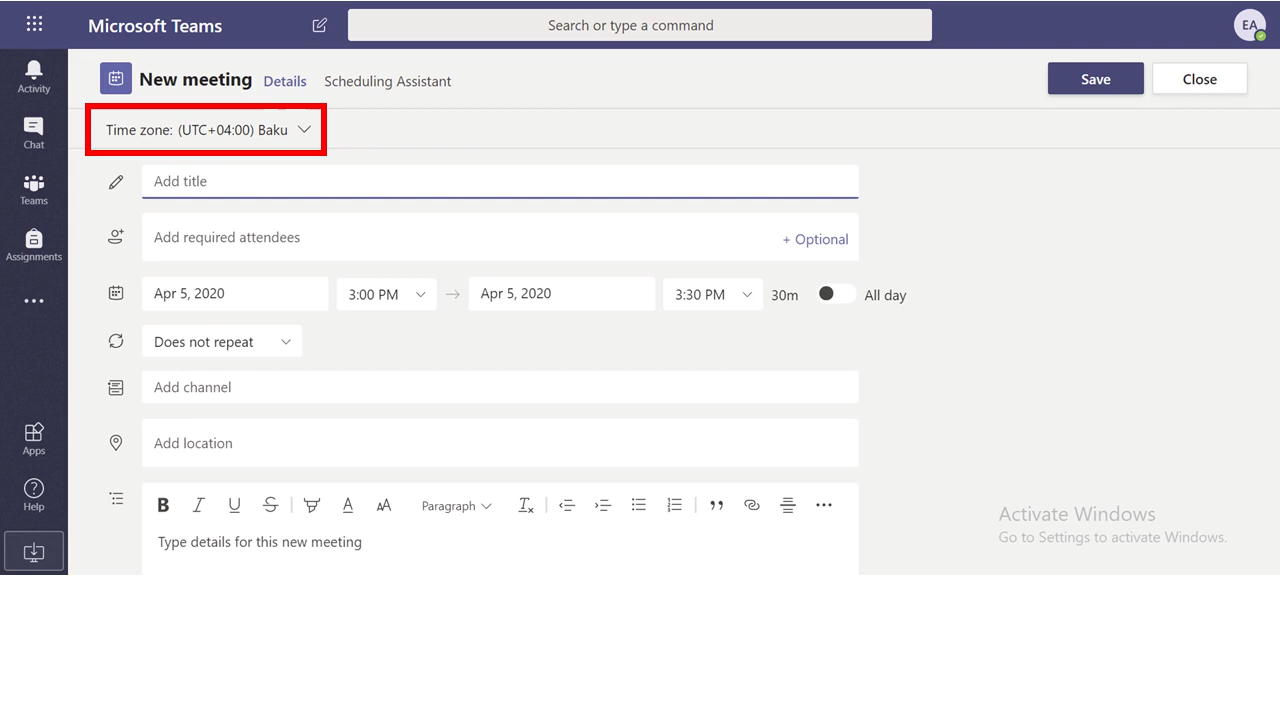 Microsoft Teams
Search or type a command
EA
Activity
Chat
Teams
Assignments
Apps
Help
New meeting Details Scheduling Assistant Save Close
Time zone: (UTC+04:00) Baku
Add title
Add required attendees + Optional
Apr 5, 2020 3:00 PM → Apr 5, 2020 3:30 PM 30m All day
Does not repeat
Add channel
Add location
B I U S A AA Paragraph Ix
Type details for this new meeting
Activate Windows
Go to Settings to activate Windows.